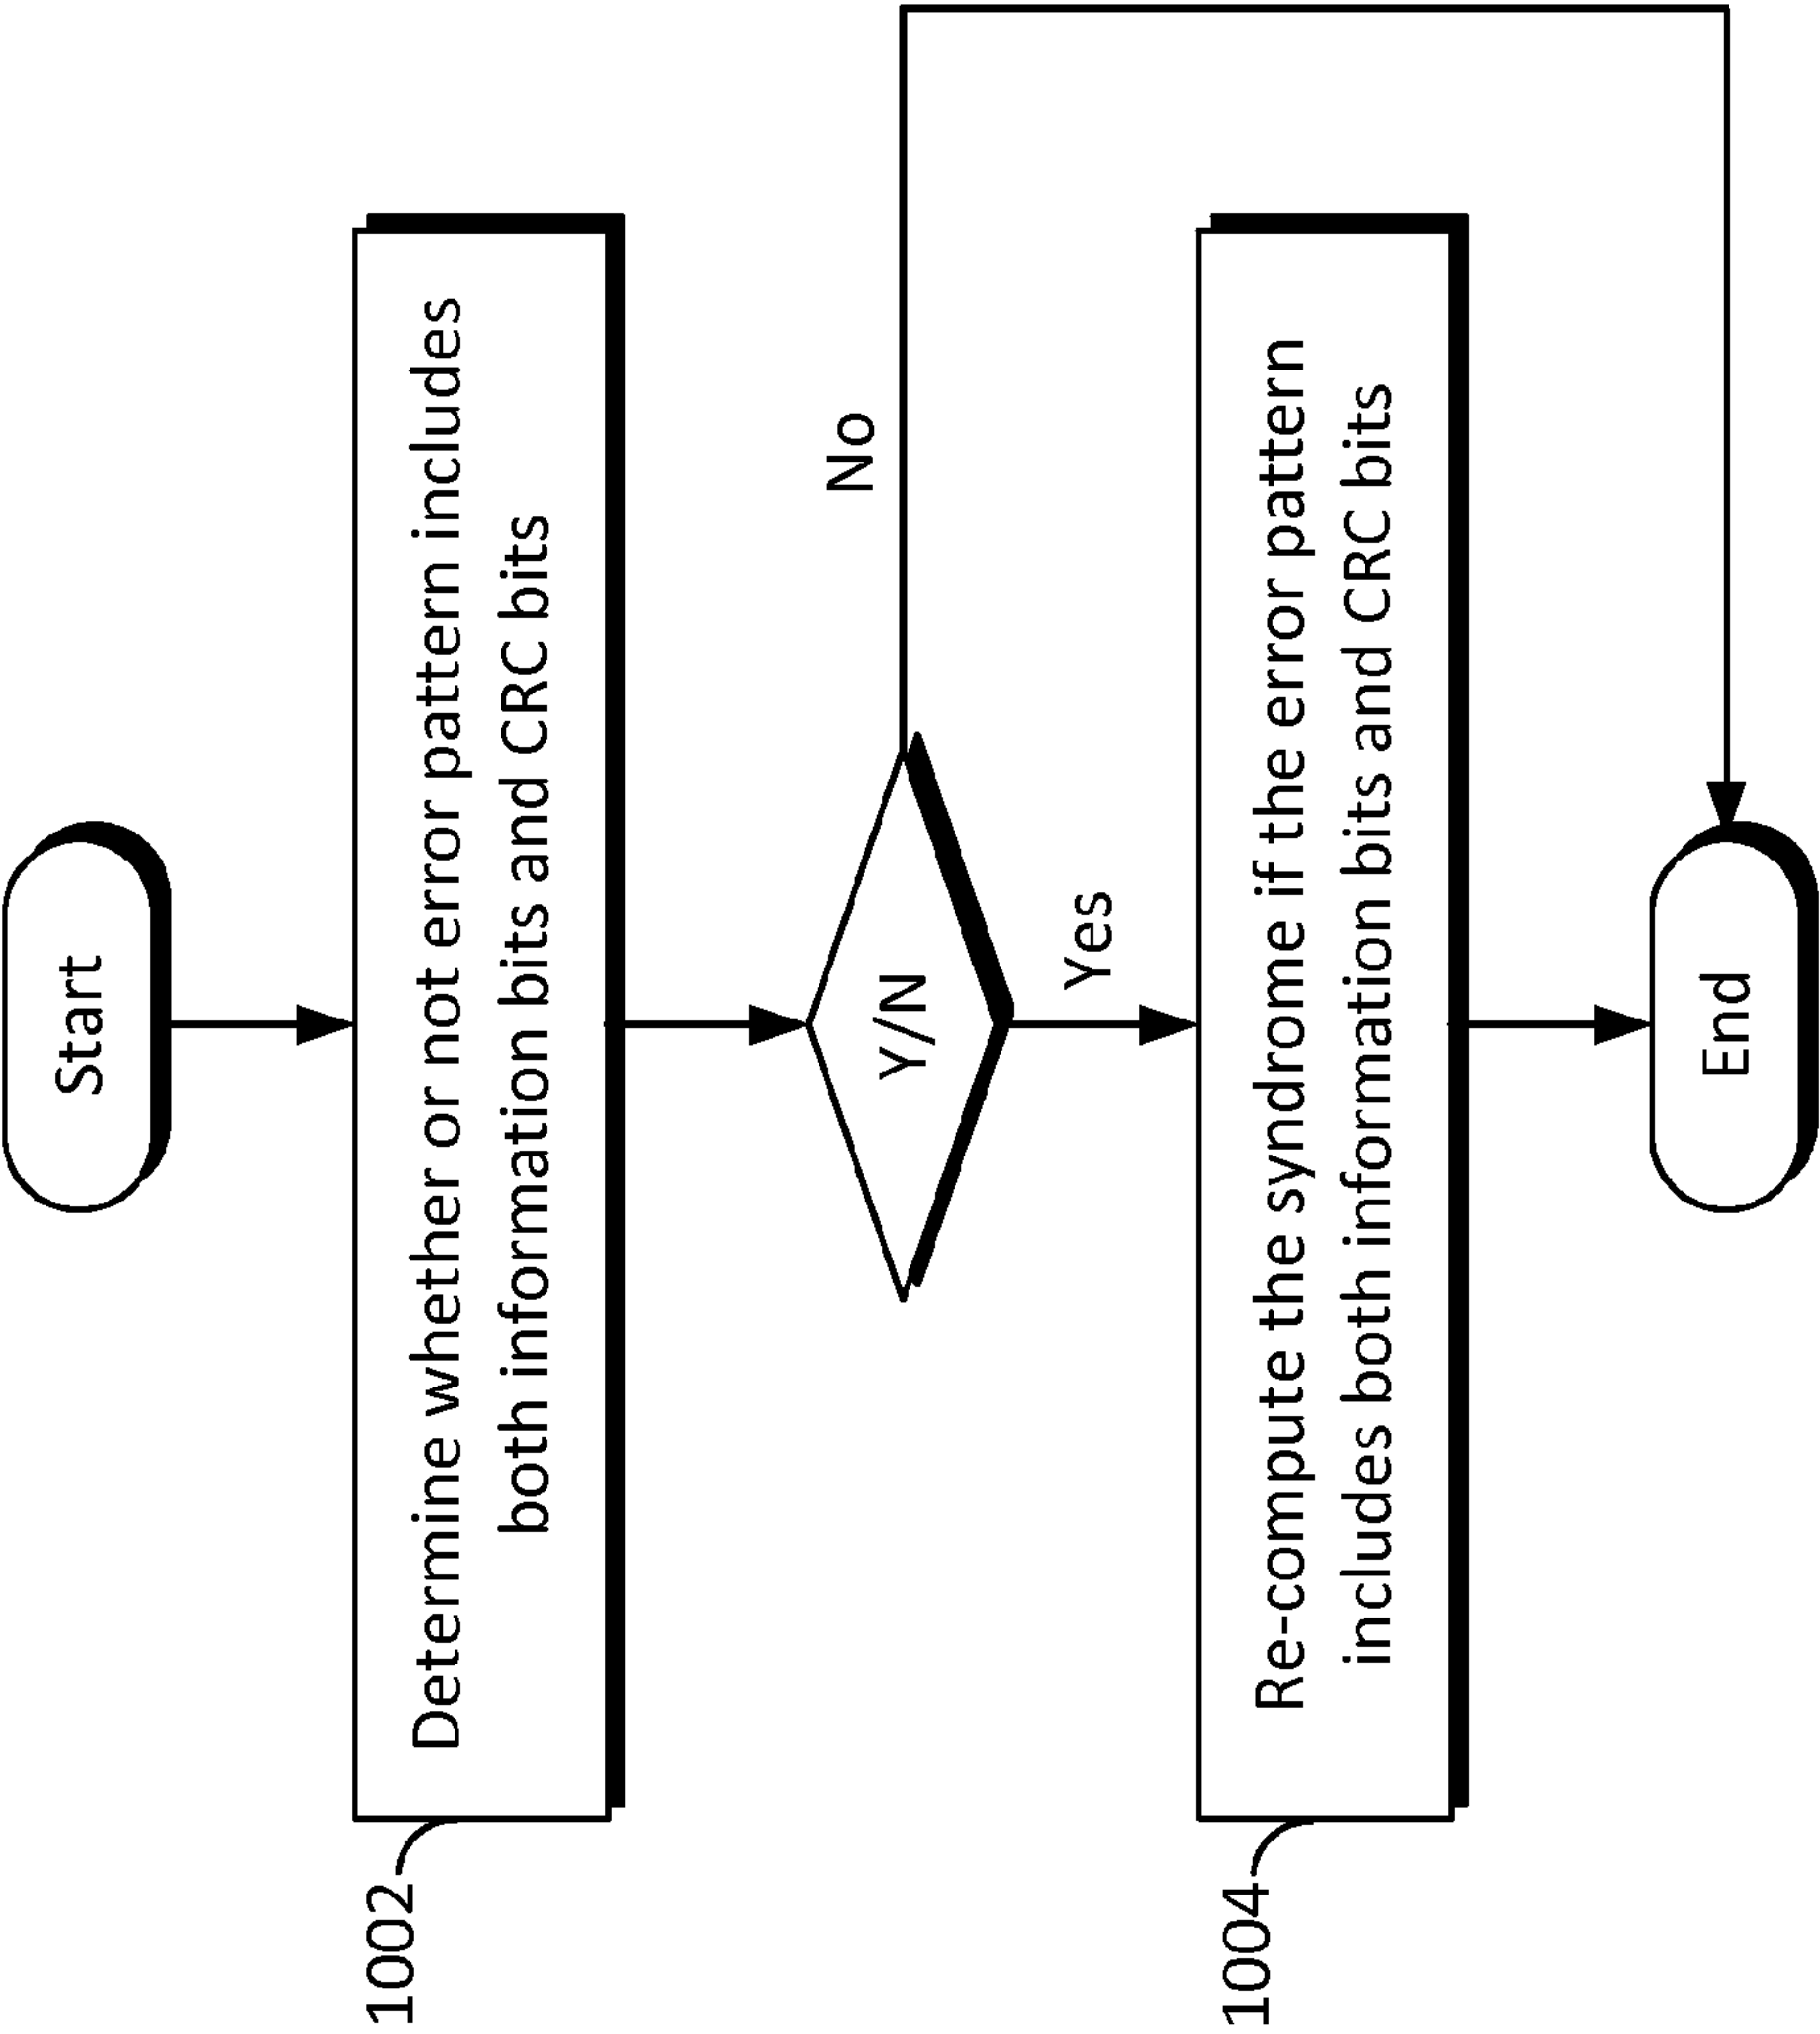 Start
1002
Determine whether or not error pattern includes
both information bits and CRC bits
Y/N
No
Yes
1004
Re-compute the syndrome if the error pattern
includes both information bits and CRC bits
End